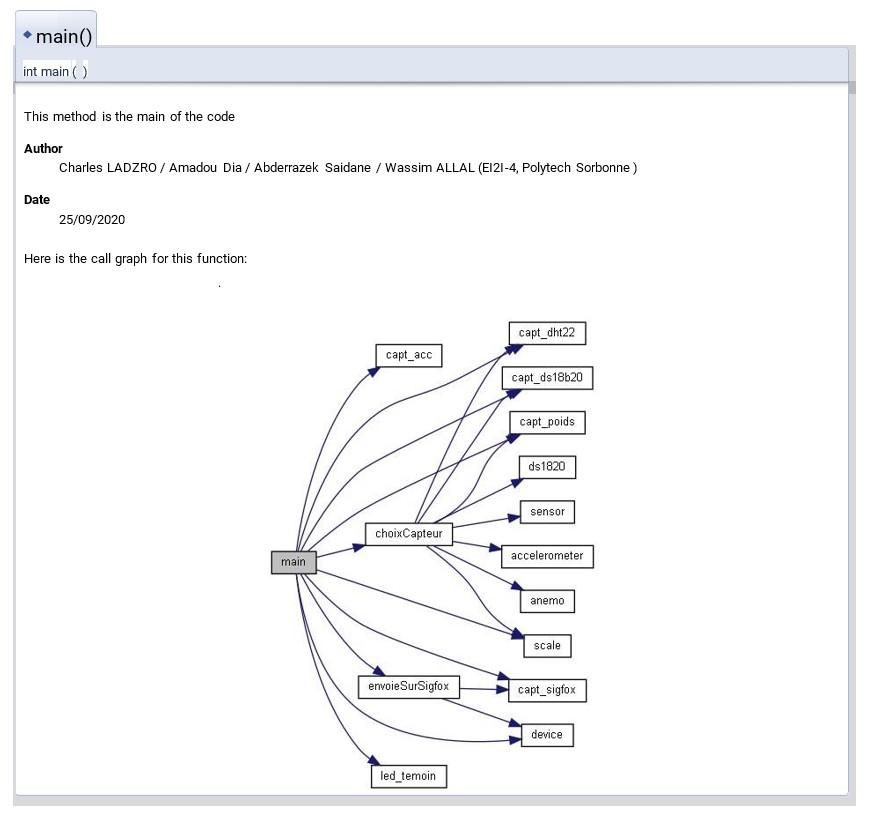 main()
int main ( )
This method is the main of the code
Author
Charles LADZRO / Amadou Dia / Abderrazek Saidane / Wassim ALLAL (EI2I-4, Polytech Sorbonne )
Date
25/09/2020
Here is the call graph for this function:
.
capt_dht22
capt_acc
capt_ds18b20
capt_poids
ds1820
sensor
choixCapteur
accelerometer
main
anemo
scale
envoieSurSigfox
capt_sigfox
device
led_temoin